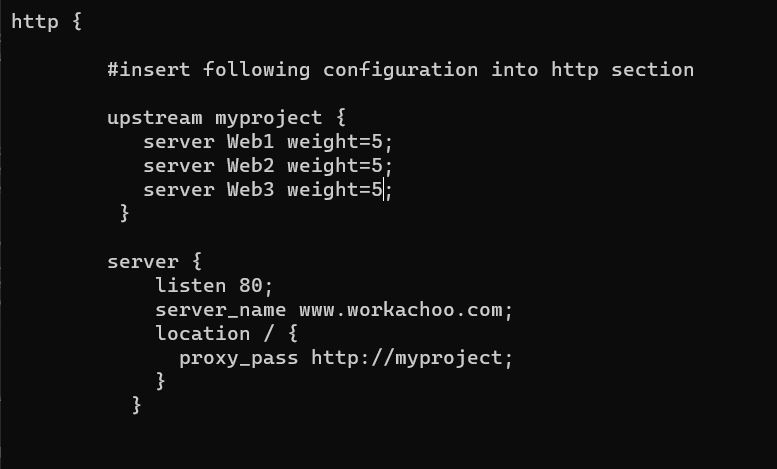 http {
#insert following configuration into http section
upstream myproject {
server Web1 weight=5;
server Web2 weight=5;
server Web3 weight=5;
}
server {
listen 80;
server_name www.workachoo.com;
location / {
proxy_pass http://myproject;
}
}